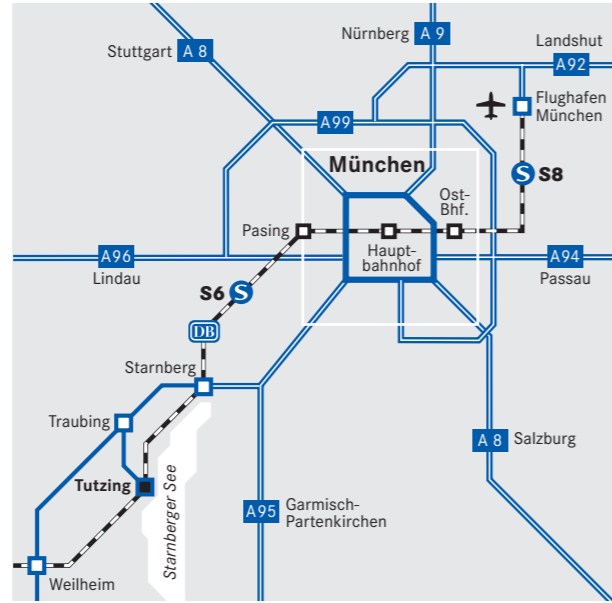 Nürnberg
A 9
Stuttgart
A 8
Landshut
A92
Flughafen
München
A99
München
S
S8
Ost-
Bhf.
Pasing
Haupt-
bahnhof
A96
Lindau
A94
Passau
S6
S
DB
Starnberg
Traubing
Tutzing
Starnberger See
A 8
Salzburg
A95
Garmisch-
Partenkirchen
Weilheim